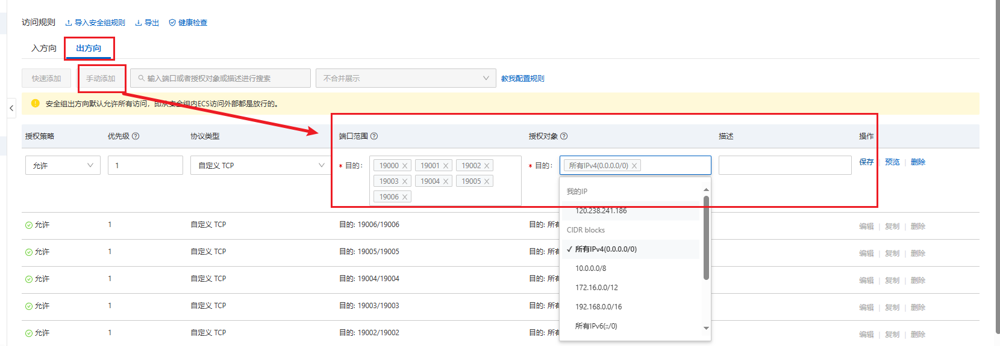 访问规则 导入安全组规则 导出 健康检查
入方向 出方向
快速添加 手动添加 输入端口或者授权对象或描述进行搜索 不合并展示 教我配置规则
安全组出方向默认允许所有访问，即从安全组内ECS访问外部都是放行的。
授权策略 优先级 协议类型 端口范围 授权对象 描述 操作
允许 1 自定义 TCP * 目的: 19000 19001 19002 * 目的: 所有IPv4(0.0.0.0/0) 保存 预览 删除
19003 19004 19005
19006
我的IP
120.238.241.186
允许 1 自定义 TCP 目的: 19006/19006 目的: 所有 编辑 复制 删除
CIDR blocks
所有IPv4(0.0.0.0/0)
允许 1 自定义 TCP 目的: 19005/19005 目的: 所有 编辑 复制 删除
10.0.0.0/8
允许 1 自定义 TCP 目的: 19004/19004 目的: 所有 编辑 复制 删除
172.16.0.0/12
允许 1 自定义 TCP 目的: 19003/19003 目的: 所有 编辑 复制 删除
192.168.0.0/16
所有IPv6(::/0)
允许 1 自定义 TCP 目的: 19002/19002 目的: 所有 编辑 复制 删除